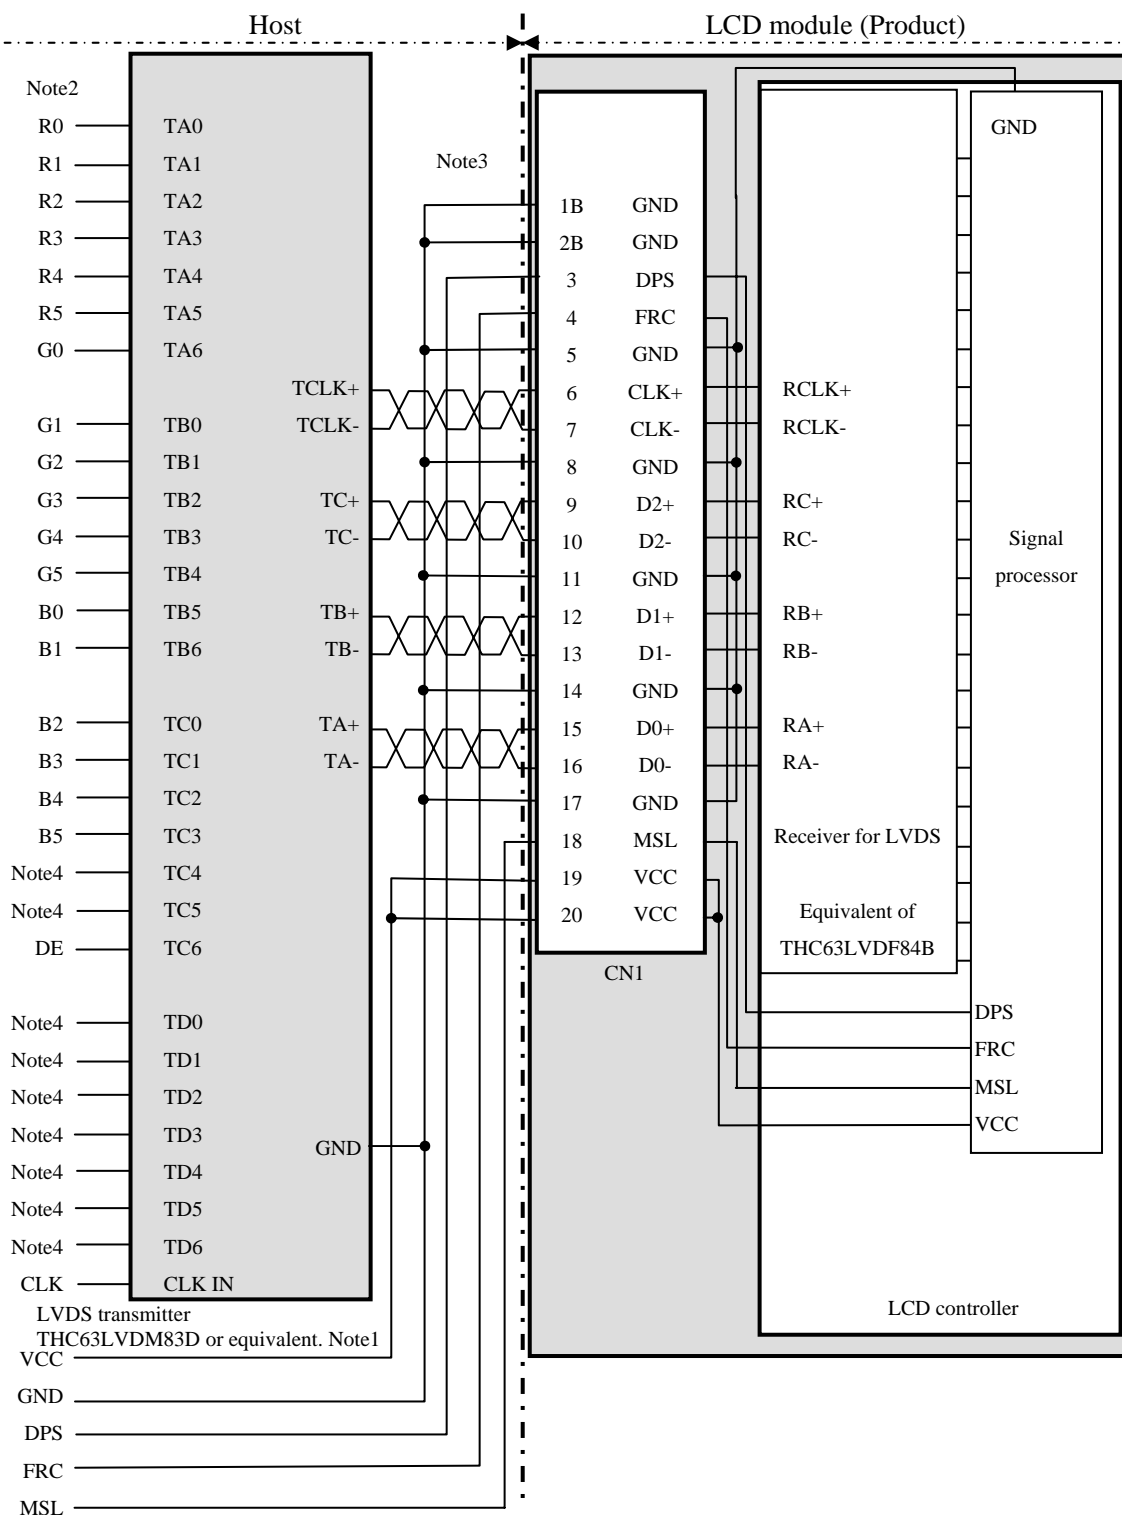 Host
LCD module (Product)
Note2
R0 TA0
R1 TA1
R2 TA2
R3 TA3
R4 TA4
R5 TA5
G0 TA6
G1 TB0
G2 TB1
G3 TB2
G4 TB3
G5 TB4
B0 TB5
B1 TB6
B2 TC0
B3 TC1
B4 TC2
B5 TC3
Note4 TC4
Note4 TC5
DE TC6
Note4 TD0
Note4 TD1
Note4 TD2
Note4 TD3
Note4 TD4
Note4 TD5
Note4 TD6
CLK CLK IN
TCLK+
TCLK-
TC+
TC-
TB+
TB-
TA+
TA-
GND
LVDS transmitter
THC63LVDM83D or equivalent. Note1
VCC
GND
DPS
FRC
MSL
Note3
1B GND
2B GND
3 DPS
4 FRC
5 GND
6 CLK+
7 CLK-
8 GND
9 D2+
10 D2-
11 GND
12 D1+
13 D1-
14 GND
15 D0+
16 D0-
17 GND
18 MSL
19 VCC
20 VCC
CN1
RCLK+
RCLK-
RC+
RC-
RB+
RB-
RA+
RA-
Receiver for LVDS
Equivalent of
THC63LVDF84B
GND
Signal
processor
DPS
FRC
MSL
VCC
LCD controller